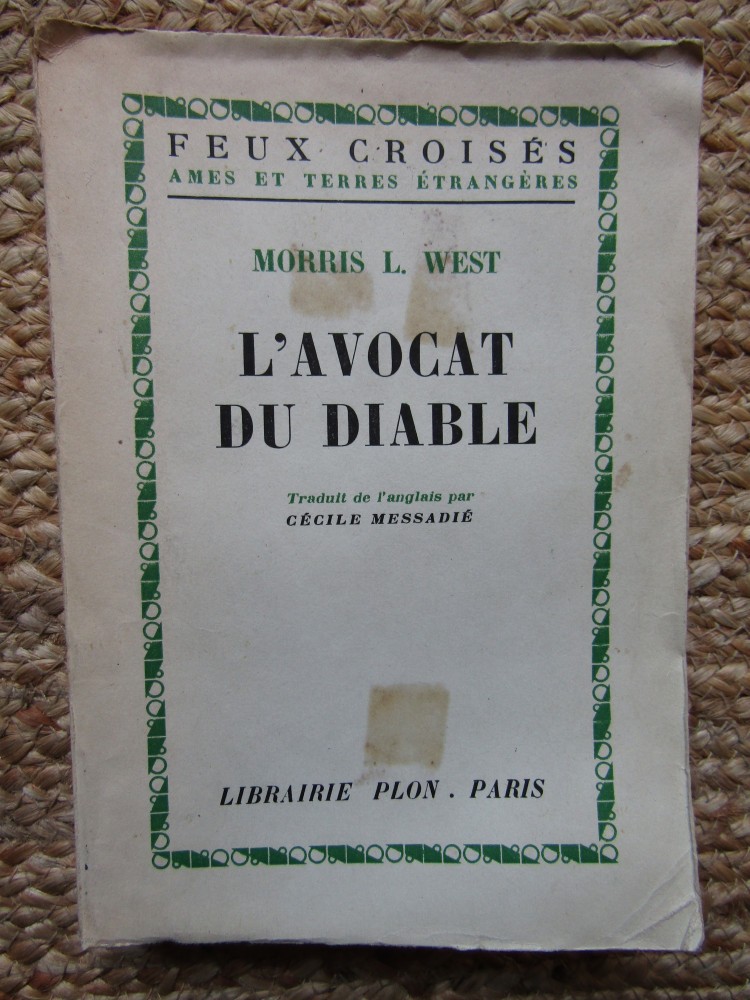 FEUX CROISÉS
AMES ET TERRES ÉTRANGÈRES
MORRIS L. WEST
L'AVOCAT
DU DIABLE
Traduit de l'anglais par
CÉCILE MESSADIÉ
LIBRAIRIE PLON . PARIS